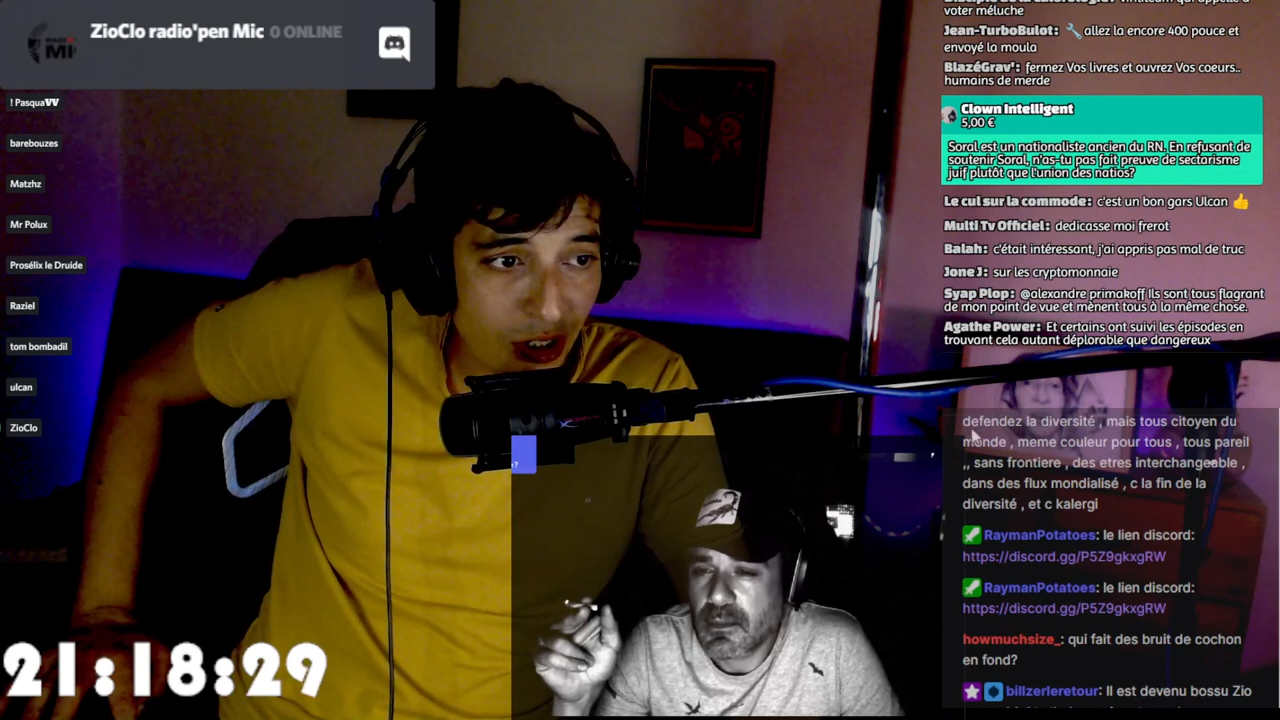 ZioClo radio'pen Mic 0 ONLINE
MI
! PasquaVV
barebouzes
Matzhz
Mr Polux
Prosélix le Druide
Raziel
tom bombadil
ulcan
ZioClo
21:18:29
voter méluche
Jean-TurboBulot: 🔧 allez la encore 400 pouce et
envoyé la moula
BlazéGrav': fermez Vos livres et ouvrez Vos coeurs..
humains de merde
Clown Intelligent
5,00 €
Soral est un nationaliste ancien du RN. En refusant de
soutenir Soral, n'as-tu pas fait preuve de sectarisme
juif plutôt que l'union des natios?
Le cul sur la commode: c'est un bon gars Ulcan 👍
Multi Tv Officiel: dedicasse moi frerot
Balah: c'était intéressant, j'ai appris pas mal de truc
Jone J: sur les cryptomonnaie
Syap Plop: @alexandre primakoff Ils sont tous flagrant
de mon point de vue et mènent tous à la même chose.
Agathe Power: Et certains ont suivi les épisodes en
trouvant cela autant déplorable que dangereux
defendez la diversité , mais tous citoyen du
monde , meme couleur pour tous , tous pareil
,, sans frontiere , des etres interchangeable ,
dans des flux mondialisé , c la fin de la
diversité , et c kalergi
RaymanPotatoes: le lien discord:
https://discord.gg/P5Z9gkxgRW
RaymanPotatoes: le lien discord:
https://discord.gg/P5Z9gkxgRW
howmuchsize_: qui fait des bruit de cochon
en fond?
billzerleretour: Il est devenu bossu Zio